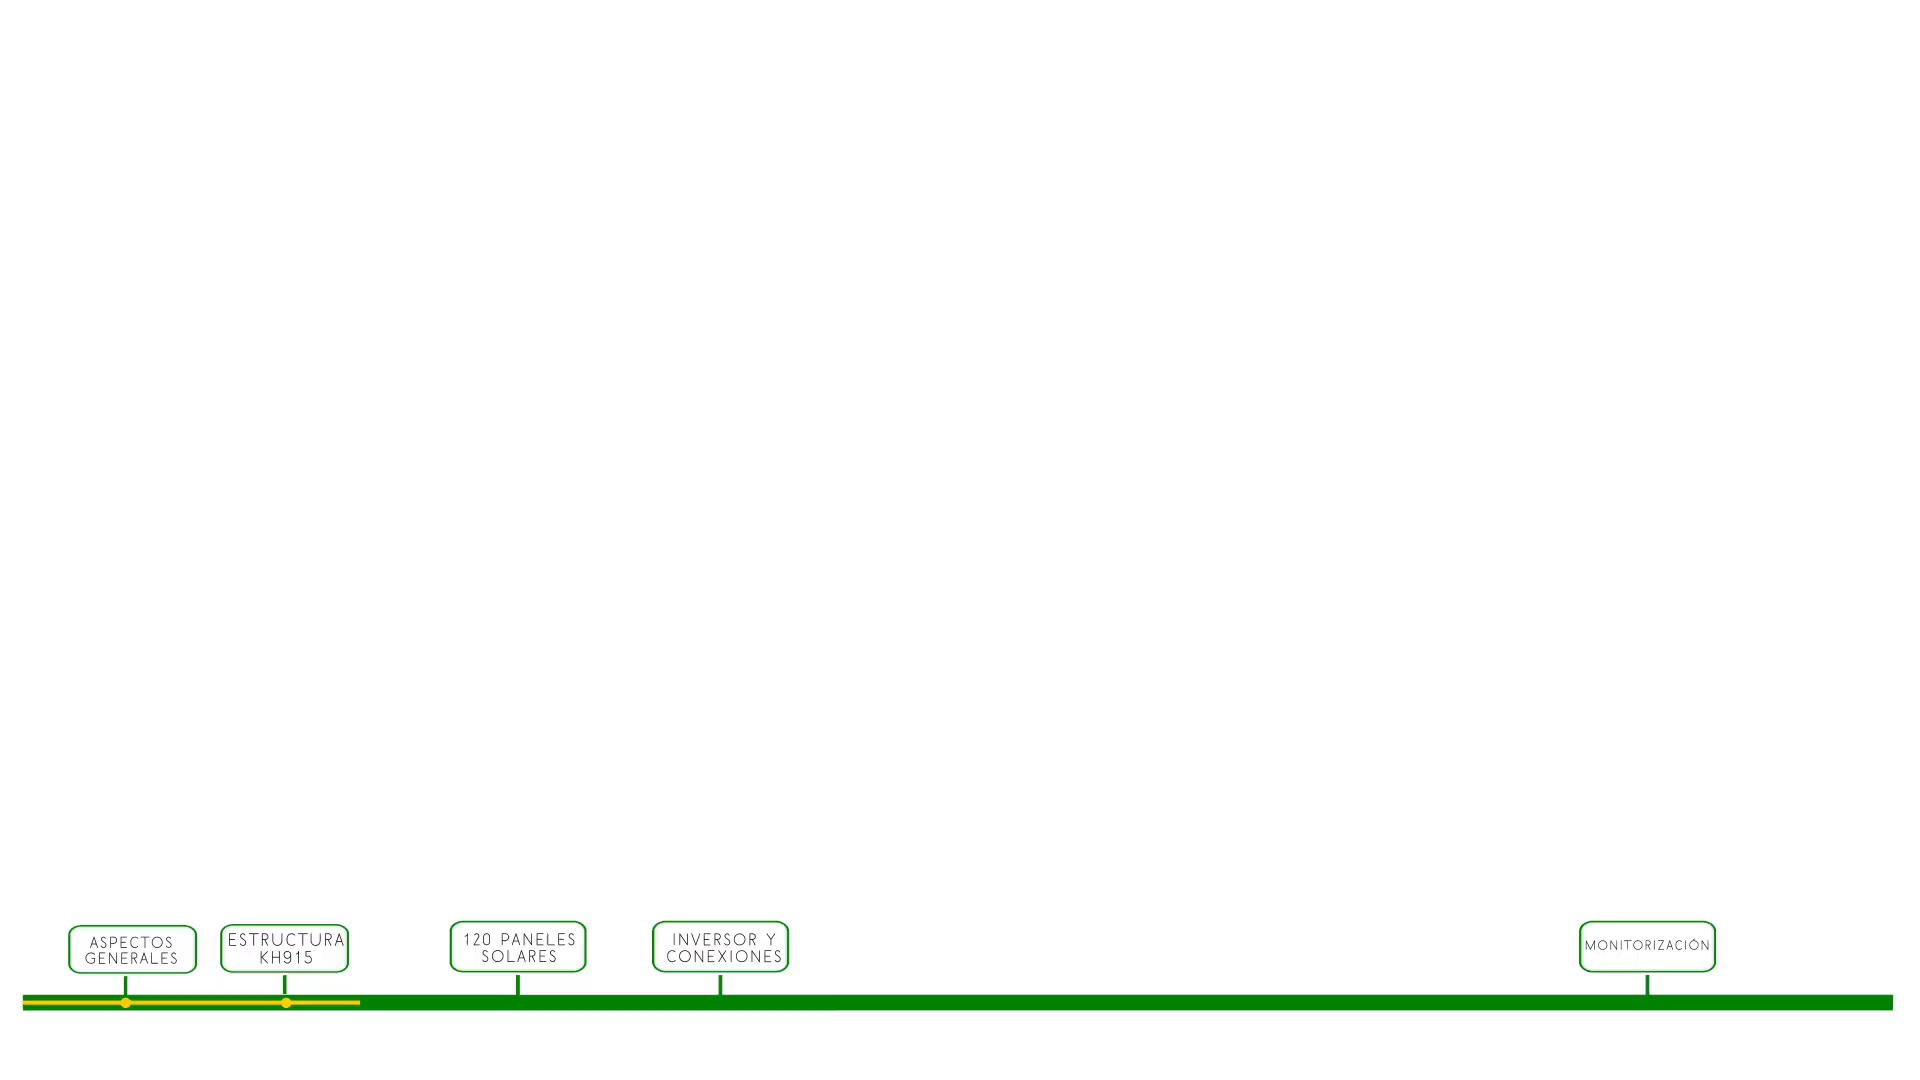 ASPECTOS
GENERALES
ESTRUCTURA
KH915
120 PANELES
SOLARES
INVERSOR Y
CONEXIONES
MONITORIZACIÓN